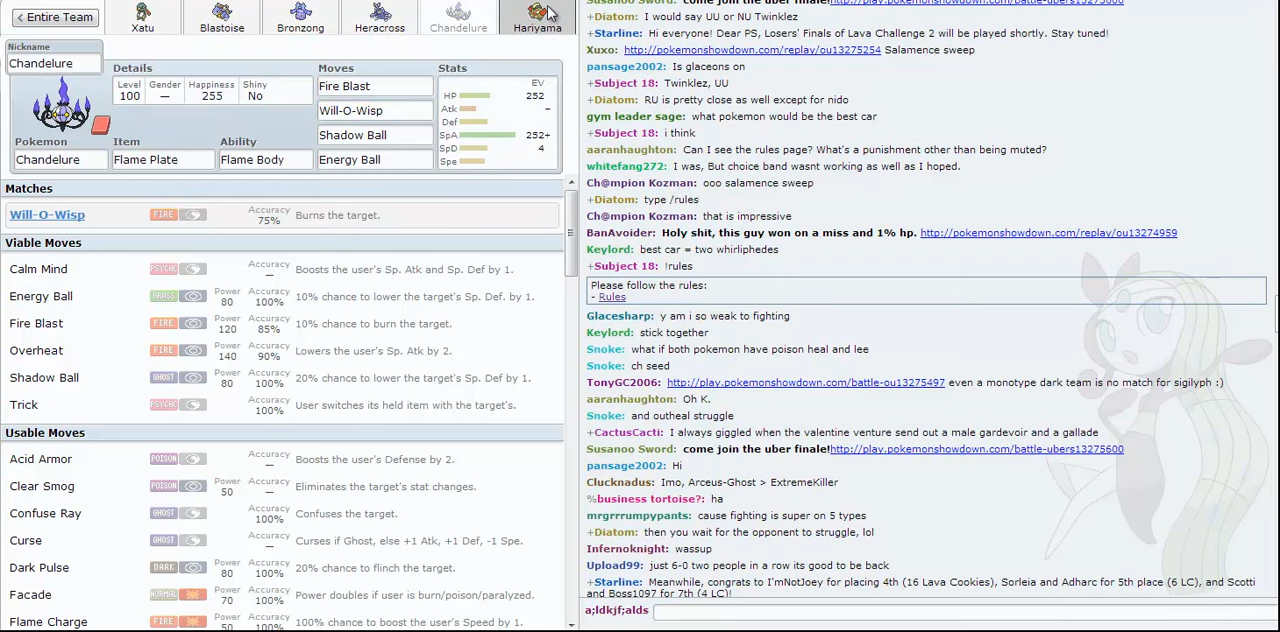 Entire Team
Xatu
Blastoise
Bronzong
Heracross
Chandelure
Hariyama
Nickname
Chandelure
Details
Level Gender Happiness Shiny
100 — 255 No
Pokemon Item Ability
Chandelure Flame Plate Flame Body
Moves
Fire Blast
Will-O-Wisp
Shadow Ball
Energy Ball
Stats
EV
HP 252
Atk –
Def
SpA 252+
SpD 4
Spe
Matches
Will-O-Wisp FIRE Accuracy 75% Burns the target.
Viable Moves
Calm Mind PSYCHC Accuracy — Boosts the user's Sp. Atk and Sp. Def by 1.
Energy Ball GRASS Power 80 Accuracy 100% 10% chance to lower the target's Sp. Def. by 1.
Fire Blast FIRE Power 120 Accuracy 85% 10% chance to burn the target.
Overheat FIRE Power 140 Accuracy 90% Lowers the user's Sp. Atk by 2.
Shadow Ball GHOST Power 80 Accuracy 100% 20% chance to lower the target's Sp. Def by 1.
Trick PSYCHC Accuracy 100% User switches its held item with the target's.
Usable Moves
Acid Armor POISON Accuracy — Boosts the user's Defense by 2.
Clear Smog POISON Power 50 Accuracy — Eliminates the target's stat changes.
Confuse Ray GHOST Accuracy 100% Confuses the target.
Curse GHOST Accuracy — Curses if Ghost, else +1 Atk, +1 Def, -1 Spe.
Dark Pulse DARK Power 80 Accuracy 100% 20% chance to flinch the target.
Facade NORMAL Power 70 Accuracy 100% Power doubles if user is burn/poison/paralyzed.
Flame Charge FIRE Power 50 Accuracy 100% 100% chance to boost the user's Speed by 1.
Susanoo Sword: come join the uber finale!http://play.pokemonshowdown.com/battle-ubers13275600
+Diatom: I would say UU or NU Twinklez
+Starline: Hi everyone! Dear PS, Losers' Finals of Lava Challenge 2 will be played shortly. Stay tuned!
Xuxo: http://pokemonshowdown.com/replay/ou13275254 Salamence sweep
pansage2002: Is glaceons on
+Subject 18: Twinklez, UU
+Diatom: RU is pretty close as well except for nido
gym leader sage: what pokemon would be the best car
+Subject 18: i think
aaranhaughton: Can I see the rules page? What's a punishment other than being muted?
whitefang272: I was, But choice band wasnt working as well as I hoped.
Ch@mpion Kozman: ooo salamence sweep
+Diatom: type /rules
Ch@mpion Kozman: that is impressive
BanAvoider: Holy shit, this guy won on a miss and 1% hp. http://pokemonshowdown.com/replay/ou13274959
Keylord: best car = two whirliphedes
+Subject 18: !rules
Please follow the rules:
- Rules
Glacesharp: y am i so weak to fighting
Keylord: stick together
Snoke: what if both pokemon have poison heal and lee
Snoke: ch seed
TonyGC2006: http://play.pokemonshowdown.com/battle-ou13275497 even a monotype dark team is no match for sigilyph :)
aaranhaughton: Oh K.
Snoke: and outheal struggle
+CactusCacti: I always giggled when the valentine venture send out a male gardevoir and a gallade
Susanoo Sword: come join the uber finale!http://play.pokemonshowdown.com/battle-ubers13275600
pansage2002: Hi
Clucknadus: Imo, Arceus-Ghost > ExtremeKiller
%business tortoise?: ha
mrgrrrumpypants: cause fighting is super on 5 types
+Diatom: then you wait for the opponent to struggle, lol
Infernoknight: wassup
Upload99: just 6-0 two people in a row its good to be back
+Starline: Meanwhile, congrats to I'mNotJoey for placing 4th (16 Lava Cookies), Sorleia and Adharc for 5th place (6 LC), and Scotti
and Boss1097 for 7th (4 LC)!
a;ldkjf;alds